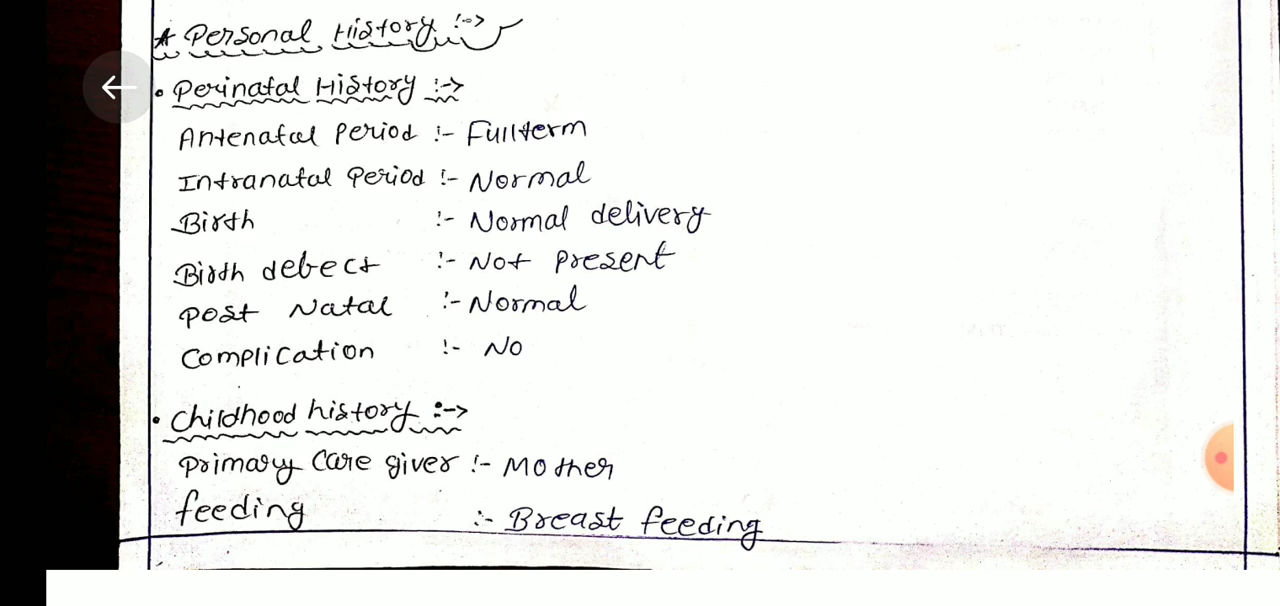 * Personal History :->
• Perinatal History :->
Antenatal Period :- Fullterm
Intranatal Period :- Normal
Birth :- Normal delivery
Birth debect :- Not present
Post Natal :- Normal
Complication :- No
• Childhood history :->
Primary Care giver :- Mother
feeding :- Breast feeding